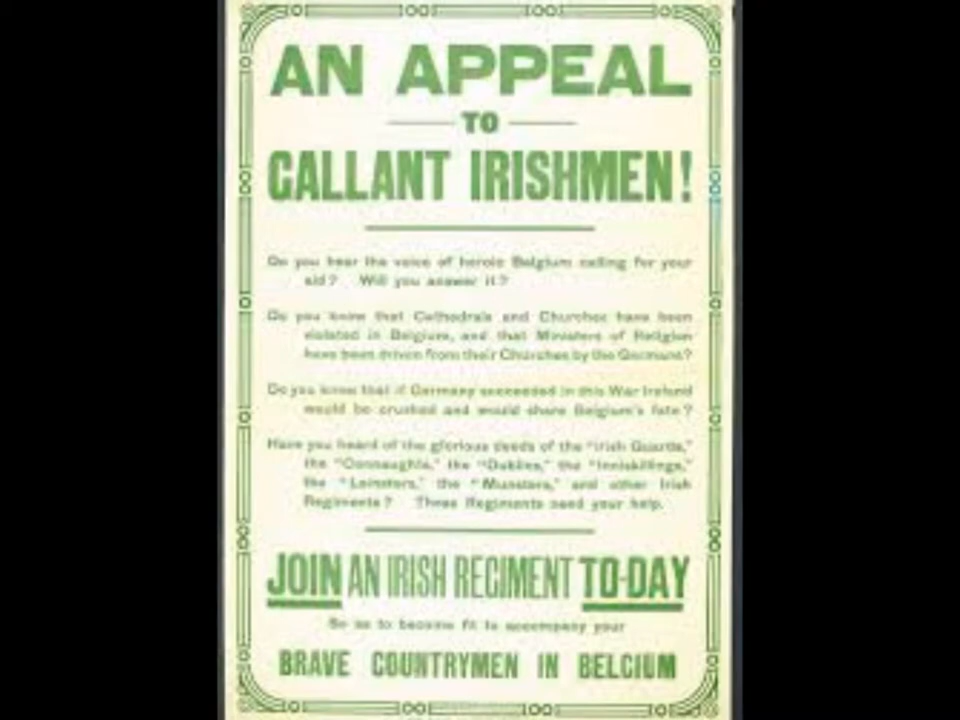 AN APPEAL
TO
GALLANT IRISHMEN!
Do you hear the voice of heroic Belgium calling for your
aid? Will you answer it?
Do you know that Cathedrals and Churches have been
violated in Belgium, and that Ministers of Religion
have been driven from their Churches by the Germans?
Do you know that if Germany succeeded in this War Ireland
would be crushed and would share Belgium's fate?
Have you heard of the glorious deeds of the "Irish Guards,"
the "Connaughts," the "Dublins," the "Inniskillings,"
the "Leinsters," the "Munsters," and other Irish
Regiments? These Regiments need your help.
JOIN AN IRISH REGIMENT TO-DAY
So as to become fit to accompany your
BRAVE COUNTRYMEN IN BELGIUM